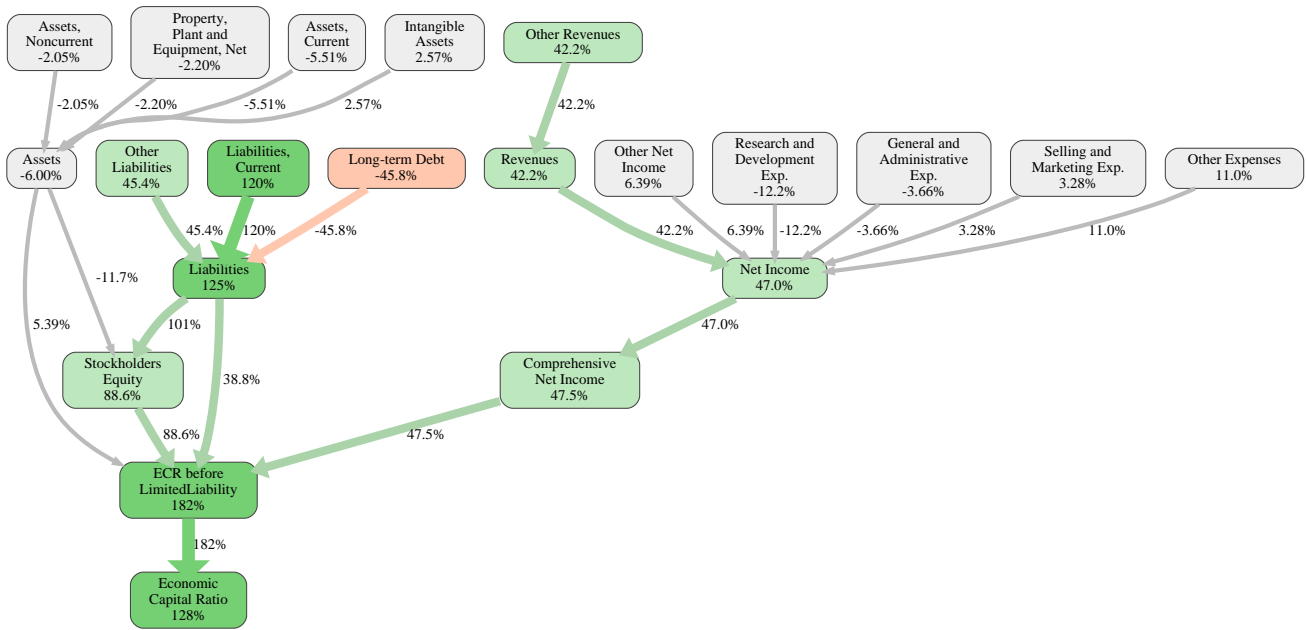 Assets,
Noncurrent
-2.05%
Property,
Plant and
Equipment, Net
-2.20%
Assets,
Current
-5.51%
Intangible
Assets
2.57%
Other Revenues
42.2%
-2.05%
-2.20%
-5.51%
2.57%
42.2%
Assets
-6.00%
Other
Liabilities
45.4%
Liabilities,
Current
120%
Long-term Debt
-45.8%
Revenues
42.2%
Other Net
Income
6.39%
Research and
Development
Exp.
-12.2%
General and
Administrative
Exp.
-3.66%
Selling and
Marketing Exp.
3.28%
Other Expenses
11.0%
45.4%
120%
-45.8%
42.2%
6.39%
-12.2%
-3.66%
3.28%
11.0%
-11.7%
Liabilities
125%
Net Income
47.0%
5.39%
101%
47.0%
Stockholders
Equity
88.6%
38.8%
Comprehensive
Net Income
47.5%
88.6%
47.5%
ECR before
LimitedLiability
182%
182%
Economic
Capital Ratio
128%